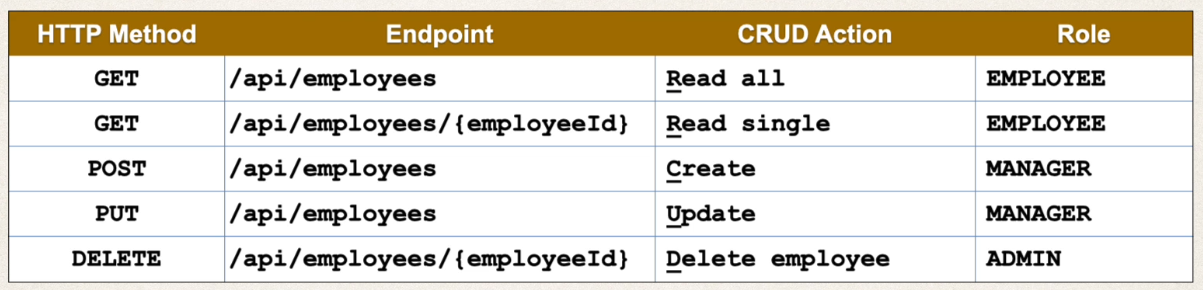 HTTP Method Endpoint CRUD Action Role
GET /api/employees Read all EMPLOYEE
GET /api/employees/{employeeId} Read single EMPLOYEE
POST /api/employees Create MANAGER
PUT /api/employees Update MANAGER
DELETE /api/employees/{employeeId} Delete employee ADMIN